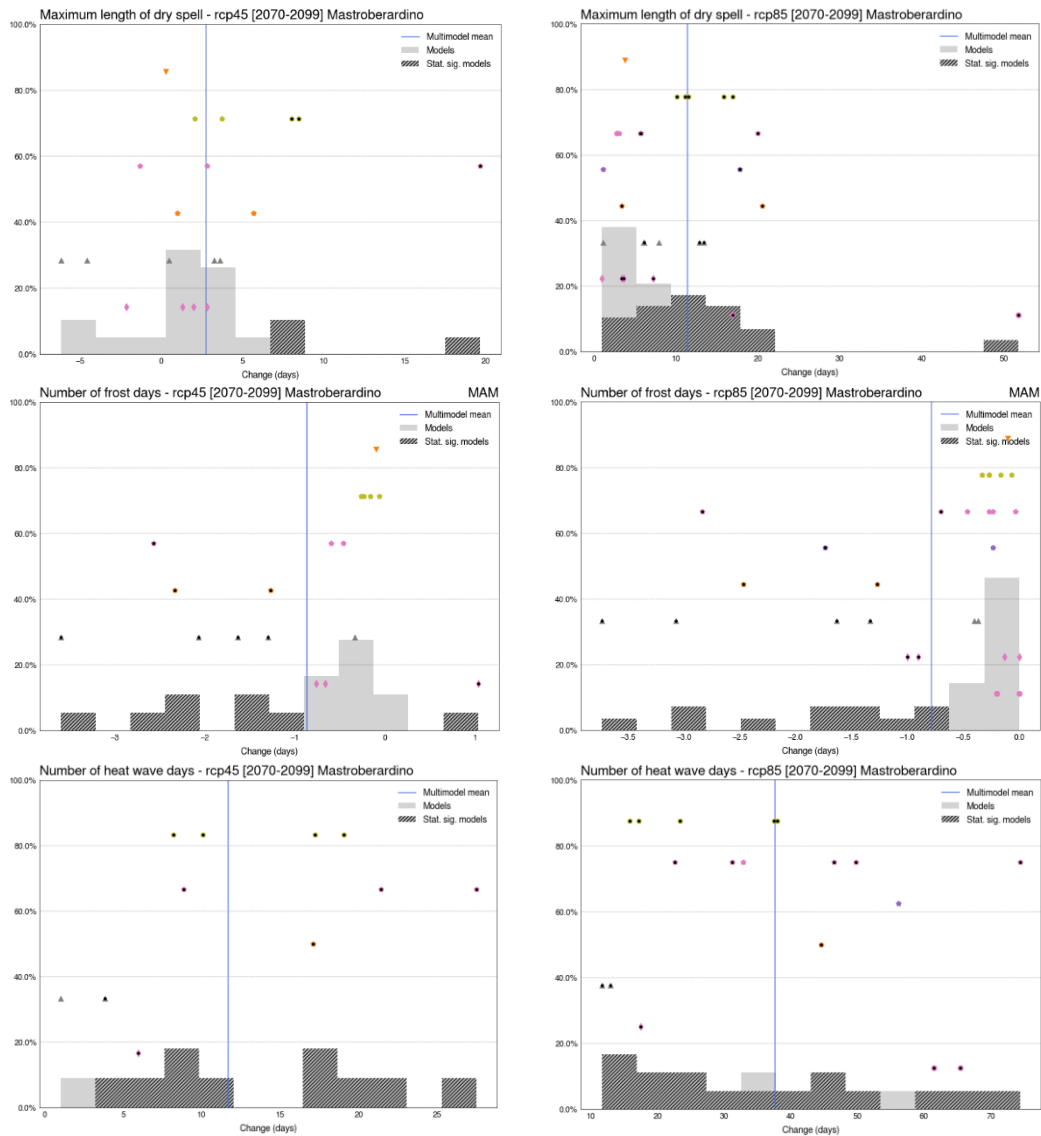 Maximum length of dry spell - rcp45 [2070-2099] Mastroberardino
100.0%
80.0%
60.0%
40.0%
20.0%
0.0%
Multimodel mean
Models
Stat. sig. models
−5
0
5
10
15
20
Change (days)
Maximum length of dry spell - rcp85 [2070-2099] Mastroberardino
100.0%
80.0%
60.0%
40.0%
20.0%
0.0%
Multimodel mean
Models
Stat. sig. models
0
10
20
30
40
50
Change (days)
Number of frost days - rcp45 [2070-2099] Mastroberardino MAM
100.0%
80.0%
60.0%
40.0%
20.0%
0.0%
Multimodel mean
Models
Stat. sig. models
−3
−2
−1
0
1
Change (days)
Number of frost days - rcp85 [2070-2099] Mastroberardino MAM
100.0%
80.0%
60.0%
40.0%
20.0%
0.0%
Multimodel mean
Models
Stat. sig. models
−3.5
−3.0
−2.5
−2.0
−1.5
−1.0
−0.5
0.0
Change (days)
Number of heat wave days - rcp45 [2070-2099] Mastroberardino
100.0%
80.0%
60.0%
40.0%
20.0%
0.0%
Multimodel mean
Models
Stat. sig. models
0
5
10
15
20
25
Change (days)
Number of heat wave days - rcp85 [2070-2099] Mastroberardino
100.0%
80.0%
60.0%
40.0%
20.0%
0.0%
Multimodel mean
Models
Stat. sig. models
10
20
30
40
50
60
70
Change (days)